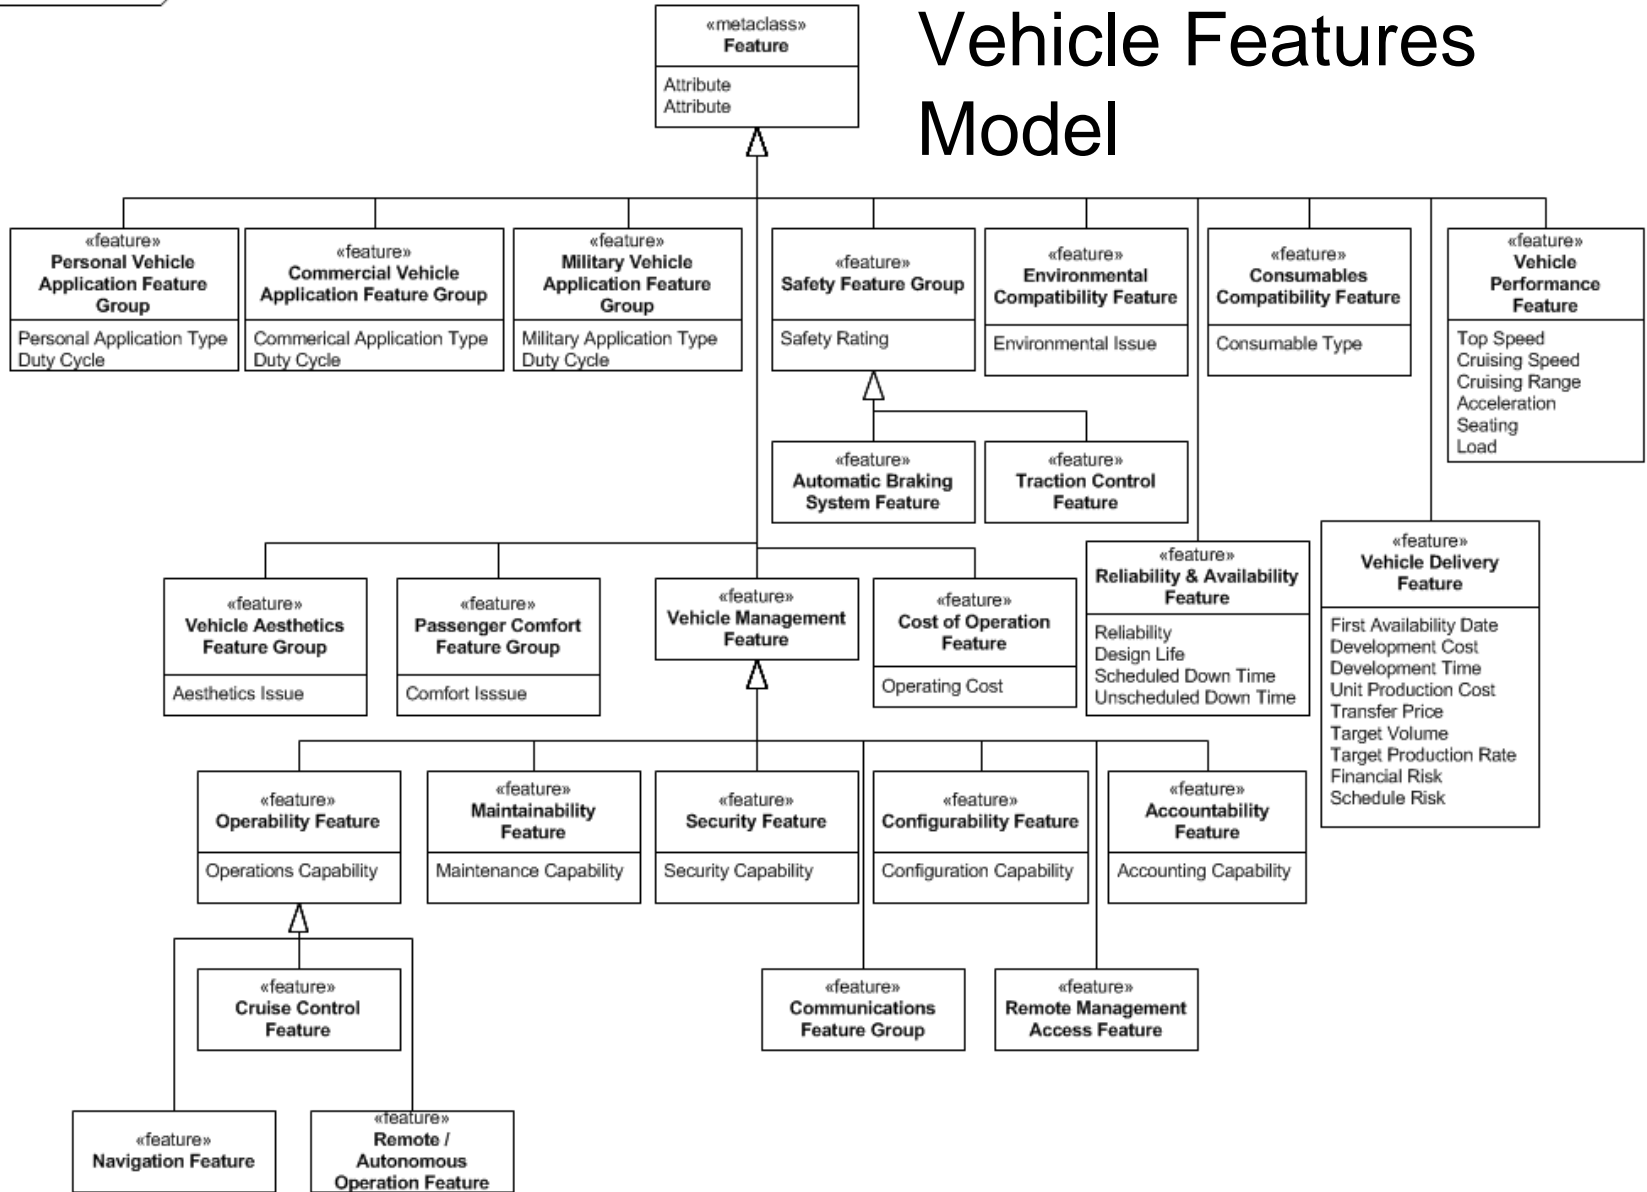 «metaclass»
Feature
Attribute
Attribute
Vehicle Features
Model
«feature»
Personal Vehicle
Application Feature
Group
Personal Application Type
Duty Cycle
«feature»
Commercial Vehicle
Application Feature Group
Commerical Application Type
Duty Cycle
«feature»
Military Vehicle
Application Feature
Group
Military Application Type
Duty Cycle
«feature»
Safety Feature Group
Safety Rating
«feature»
Environmental
Compatibility Feature
Environmental Issue
«feature»
Consumables
Compatibility Feature
Consumable Type
«feature»
Vehicle
Performance
Feature
Top Speed
Cruising Speed
Cruising Range
Acceleration
Seating
Load
«feature»
Automatic Braking
System Feature
«feature»
Traction Control
Feature
«feature»
Vehicle Aesthetics
Feature Group
Aesthetics Issue
«feature»
Passenger Comfort
Feature Group
Comfort Isssue
«feature»
Vehicle Management
Feature
«feature»
Cost of Operation
Feature
Operating Cost
«feature»
Reliability & Availability
Feature
Reliability
Design Life
Scheduled Down Time
Unscheduled Down Time
«feature»
Vehicle Delivery
Feature
First Availability Date
Development Cost
Development Time
Unit Production Cost
Transfer Price
Target Volume
Target Production Rate
Financial Risk
Schedule Risk
«feature»
Operability Feature
Operations Capability
«feature»
Maintainability
Feature
Maintenance Capability
«feature»
Security Feature
Security Capability
«feature»
Configurability Feature
Configuration Capability
«feature»
Accountability
Feature
Accounting Capability
«feature»
Cruise Control
Feature
«feature»
Communications
Feature Group
«feature»
Remote Management
Access Feature
«feature»
Navigation Feature
«feature»
Remote /
Autonomous
Operation Feature